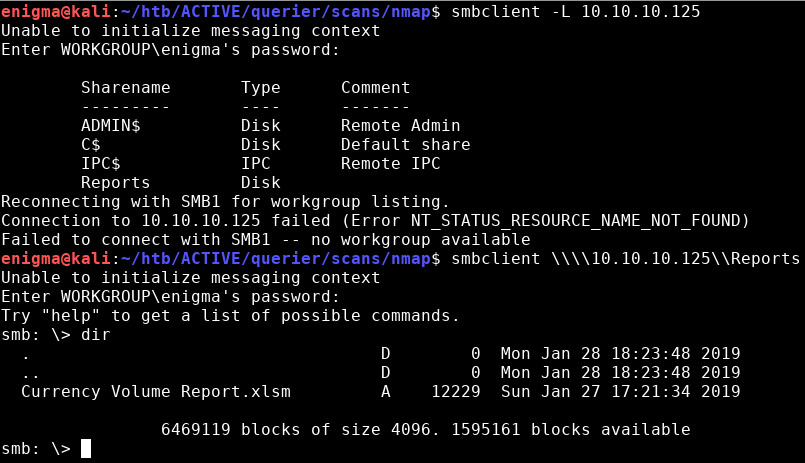 enigma@kali:~/htb/ACTIVE/querier/scans/nmap$ smbclient -L 10.10.10.125
Unable to initialize messaging context
Enter WORKGROUP\enigma's password:
        Sharename       Type      Comment
        ---------       ----      -------
        ADMIN$          Disk      Remote Admin
        C$              Disk      Default share
        IPC$            IPC       Remote IPC
        Reports         Disk
Reconnecting with SMB1 for workgroup listing.
Connection to 10.10.10.125 failed (Error NT_STATUS_RESOURCE_NAME_NOT_FOUND)
Failed to connect with SMB1 -- no workgroup available
enigma@kali:~/htb/ACTIVE/querier/scans/nmap$ smbclient \\\\10.10.10.125\\Reports
Unable to initialize messaging context
Enter WORKGROUP\enigma's password:
Try "help" to get a list of possible commands.
smb: \> dir
  .                                   D        0  Mon Jan 28 18:23:48 2019
  ..                                  D        0  Mon Jan 28 18:23:48 2019
  Currency Volume Report.xlsm         A    12229  Sun Jan 27 17:21:34 2019
                6469119 blocks of size 4096. 1595161 blocks available
smb: \>